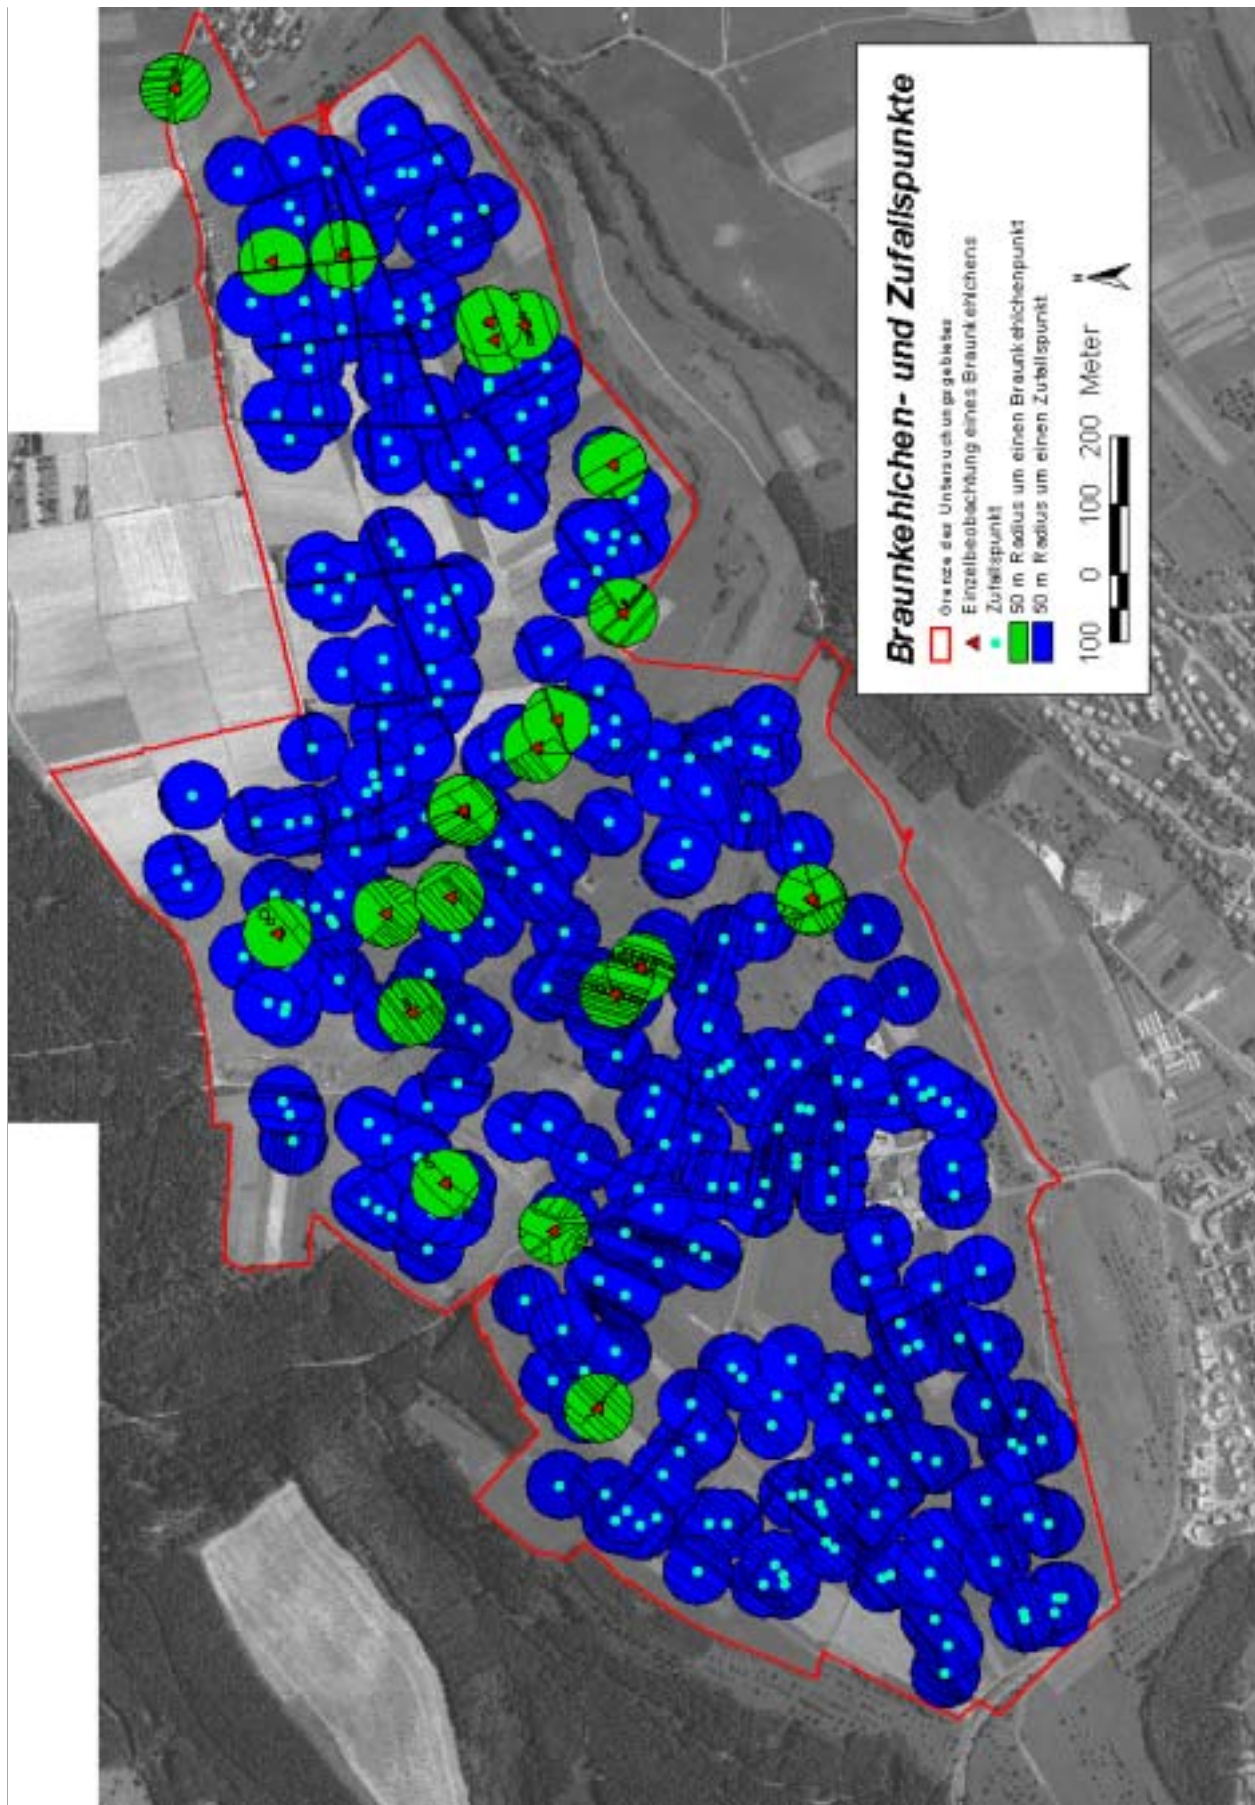 Braunkehlchen- und Zufallspunkte
Grenze des Untersuchungsgebietes
Einzelbeobachtung eines Braunkehlchens
Zufallspunkt
50 m Radius um einen Braunkehlchenpunkt
50 m Radius um einen Zufallspunkt
N
100 0 100 200 Meter